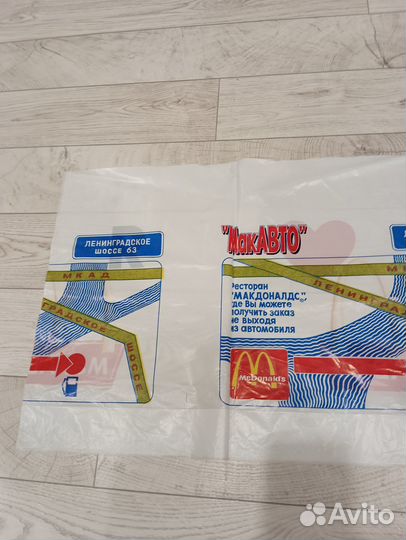 ЛЕНИНГРАДСКОЕ
ШОССЕ 63
МКАД
ГРАДСКОЕ
ШОССЕ
"МакАВТО"
ЛЕНИНГРАД
Ресторан
"МАКДОНАЛДС",
где Вы можете
получить заказ
не выходя
из автомобиля
McDonald's
Avito